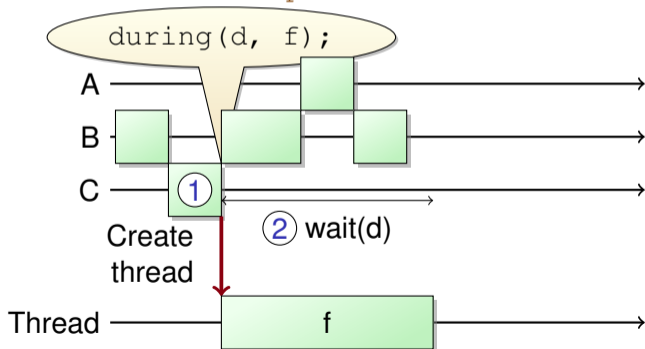 during(d, f);
A
B
C
1
2 wait(d)
Create
thread
Thread
f